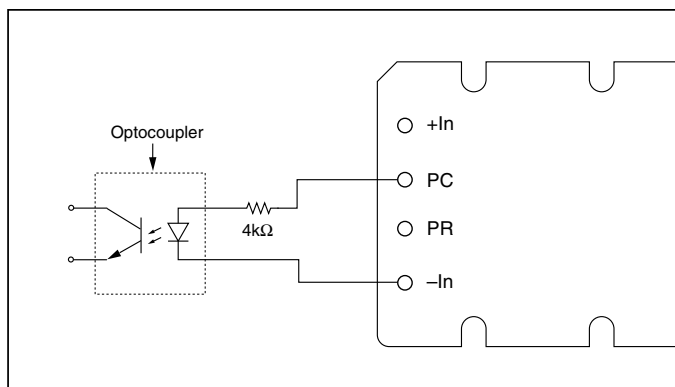 Optocoupler
4kΩ
+In
PC
PR
–In